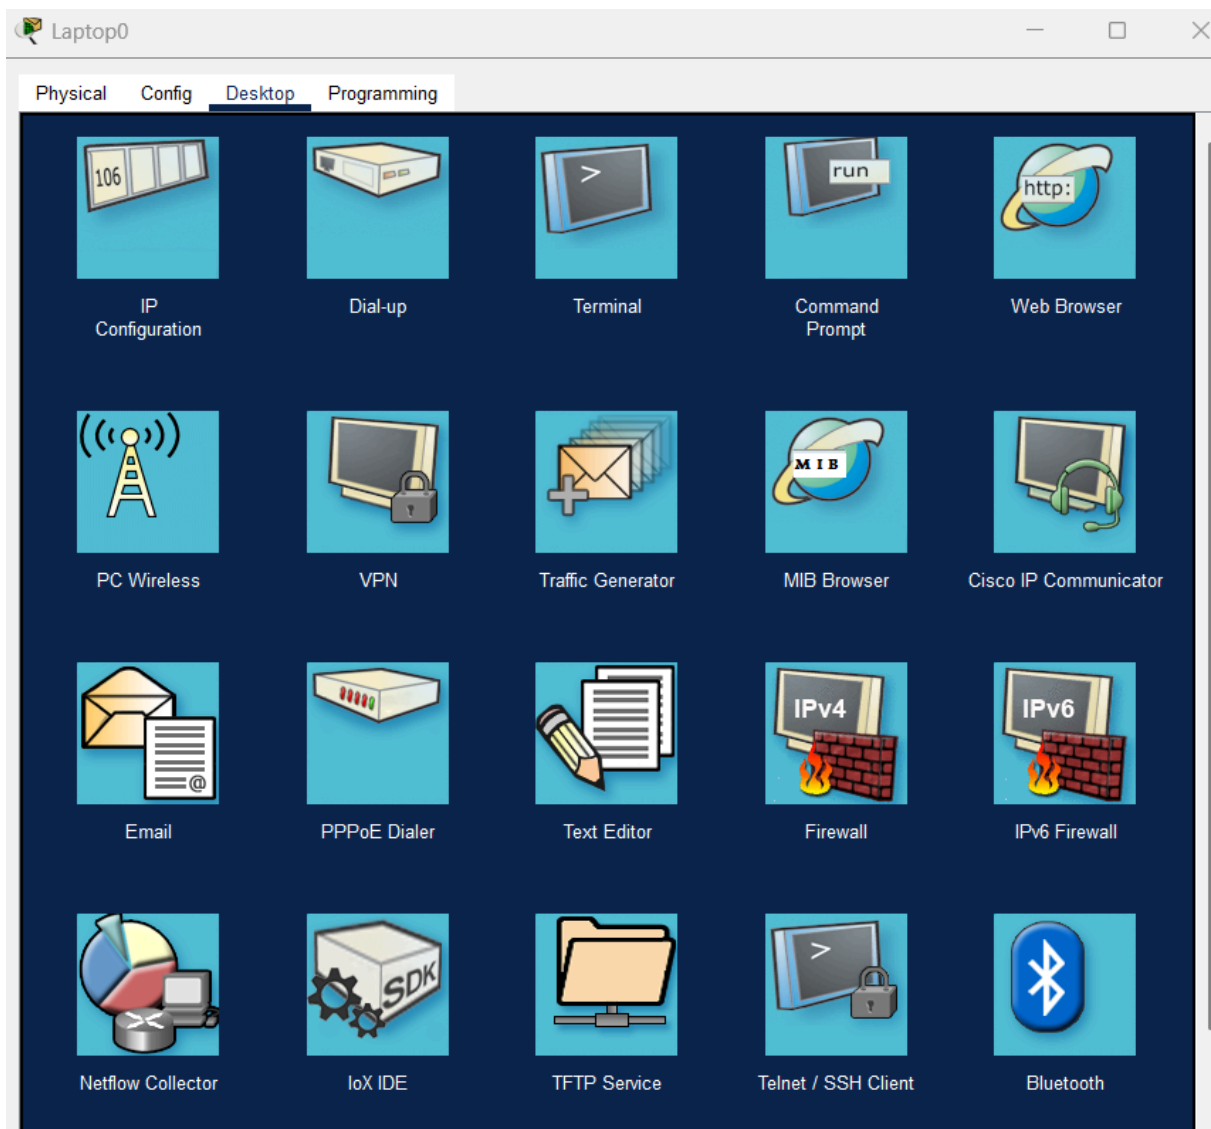 Laptop0
Physical Config Desktop Programming
106
>
run
http:
IP
Configuration
Dial-up
Terminal
Command
Prompt
Web Browser
MIB
PC Wireless
VPN
Traffic Generator
MIB Browser
Cisco IP Communicator
@
IPv4
IPv6
Email
PPPoE Dialer
Text Editor
Firewall
IPv6 Firewall
SDK
>
Netflow Collector
IoX IDE
TFTP Service
Telnet / SSH Client
Bluetooth